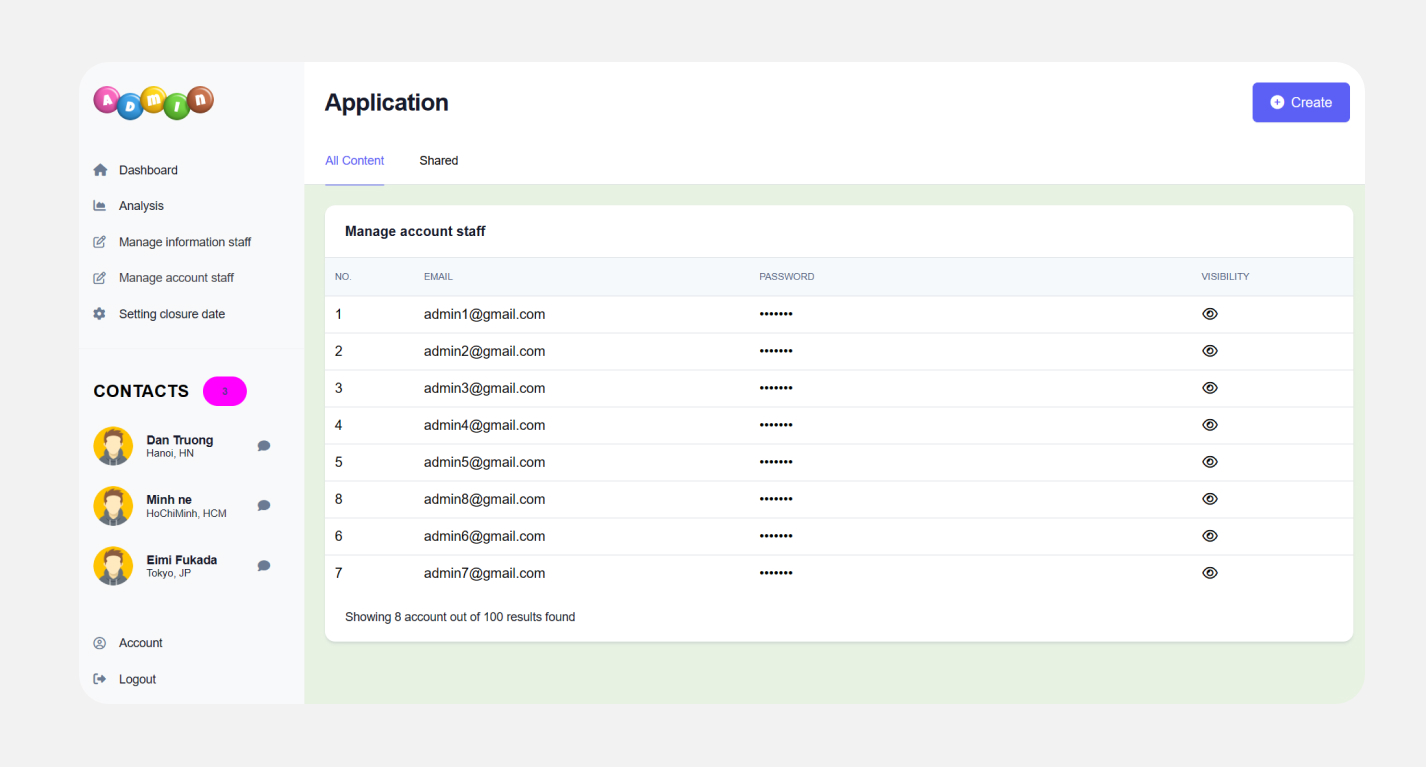 ADmIn
Dashboard
Analysis
Manage information staff
Manage account staff
Setting closure date
CONTACTS 3
Dan Truong
Hanoi, HN
Minh ne
HoChiMinh, HCM
Eimi Fukada
Tokyo, JP
Account
Logout
Application
Create
All Content Shared
Manage account staff
NO. EMAIL PASSWORD VISIBILITY
1 admin1@gmail.com •••••••
2 admin2@gmail.com •••••••
3 admin3@gmail.com •••••••
4 admin4@gmail.com •••••••
5 admin5@gmail.com •••••••
8 admin8@gmail.com •••••••
6 admin6@gmail.com •••••••
7 admin7@gmail.com •••••••
Showing 8 account out of 100 results found